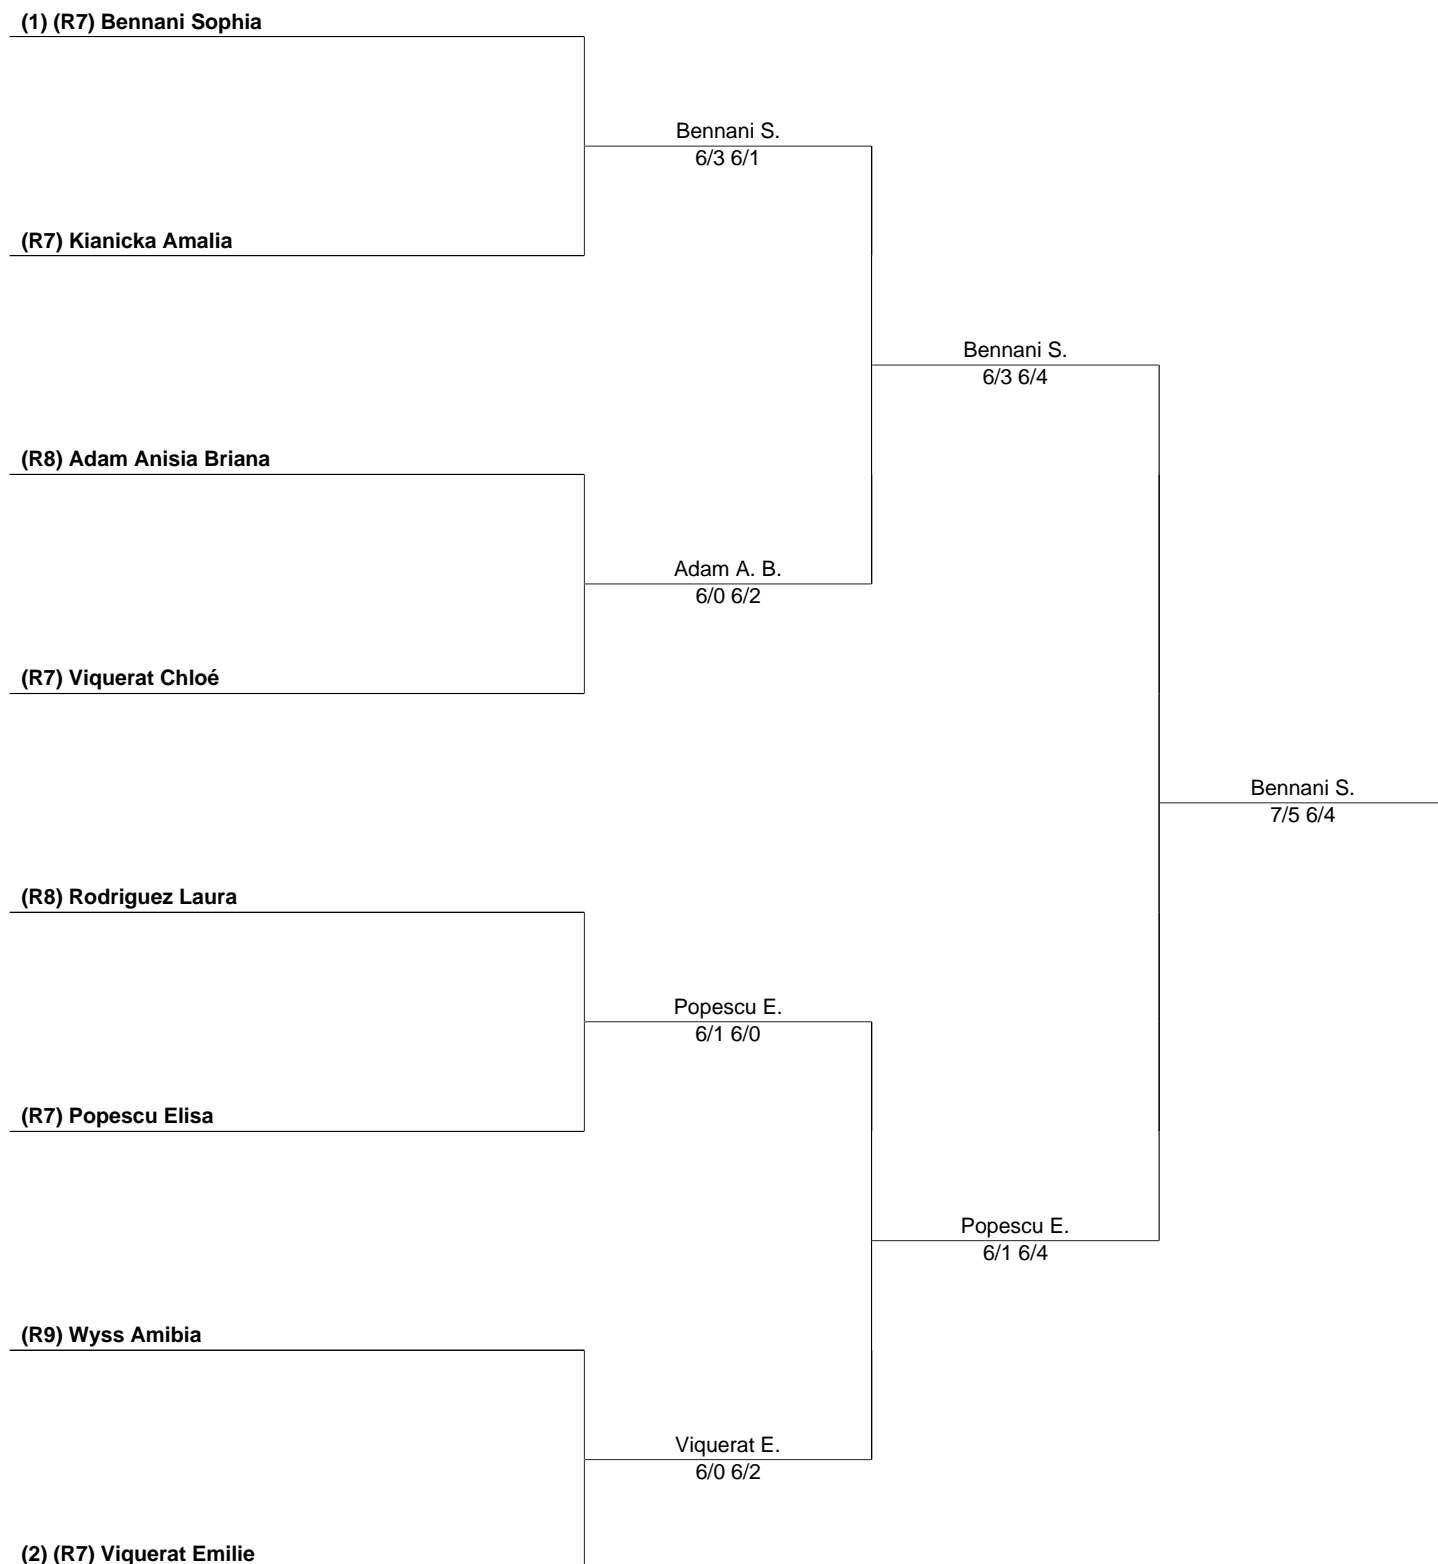 (1) (R7) Bennani Sophia
Bennani S.
6/3 6/1
(R7) Kianicka Amalia
Bennani S.
6/3 6/4
(R8) Adam Anisia Briana
Adam A. B.
6/0 6/2
(R7) Viquerat Chloé
Bennani S.
7/5 6/4
(R8) Rodriguez Laura
Popescu E.
6/1 6/0
(R7) Popescu Elisa
Popescu E.
6/1 6/4
(R9) Wyss Amibia
Viquerat E.
6/0 6/2
(2) (R7) Viquerat Emilie